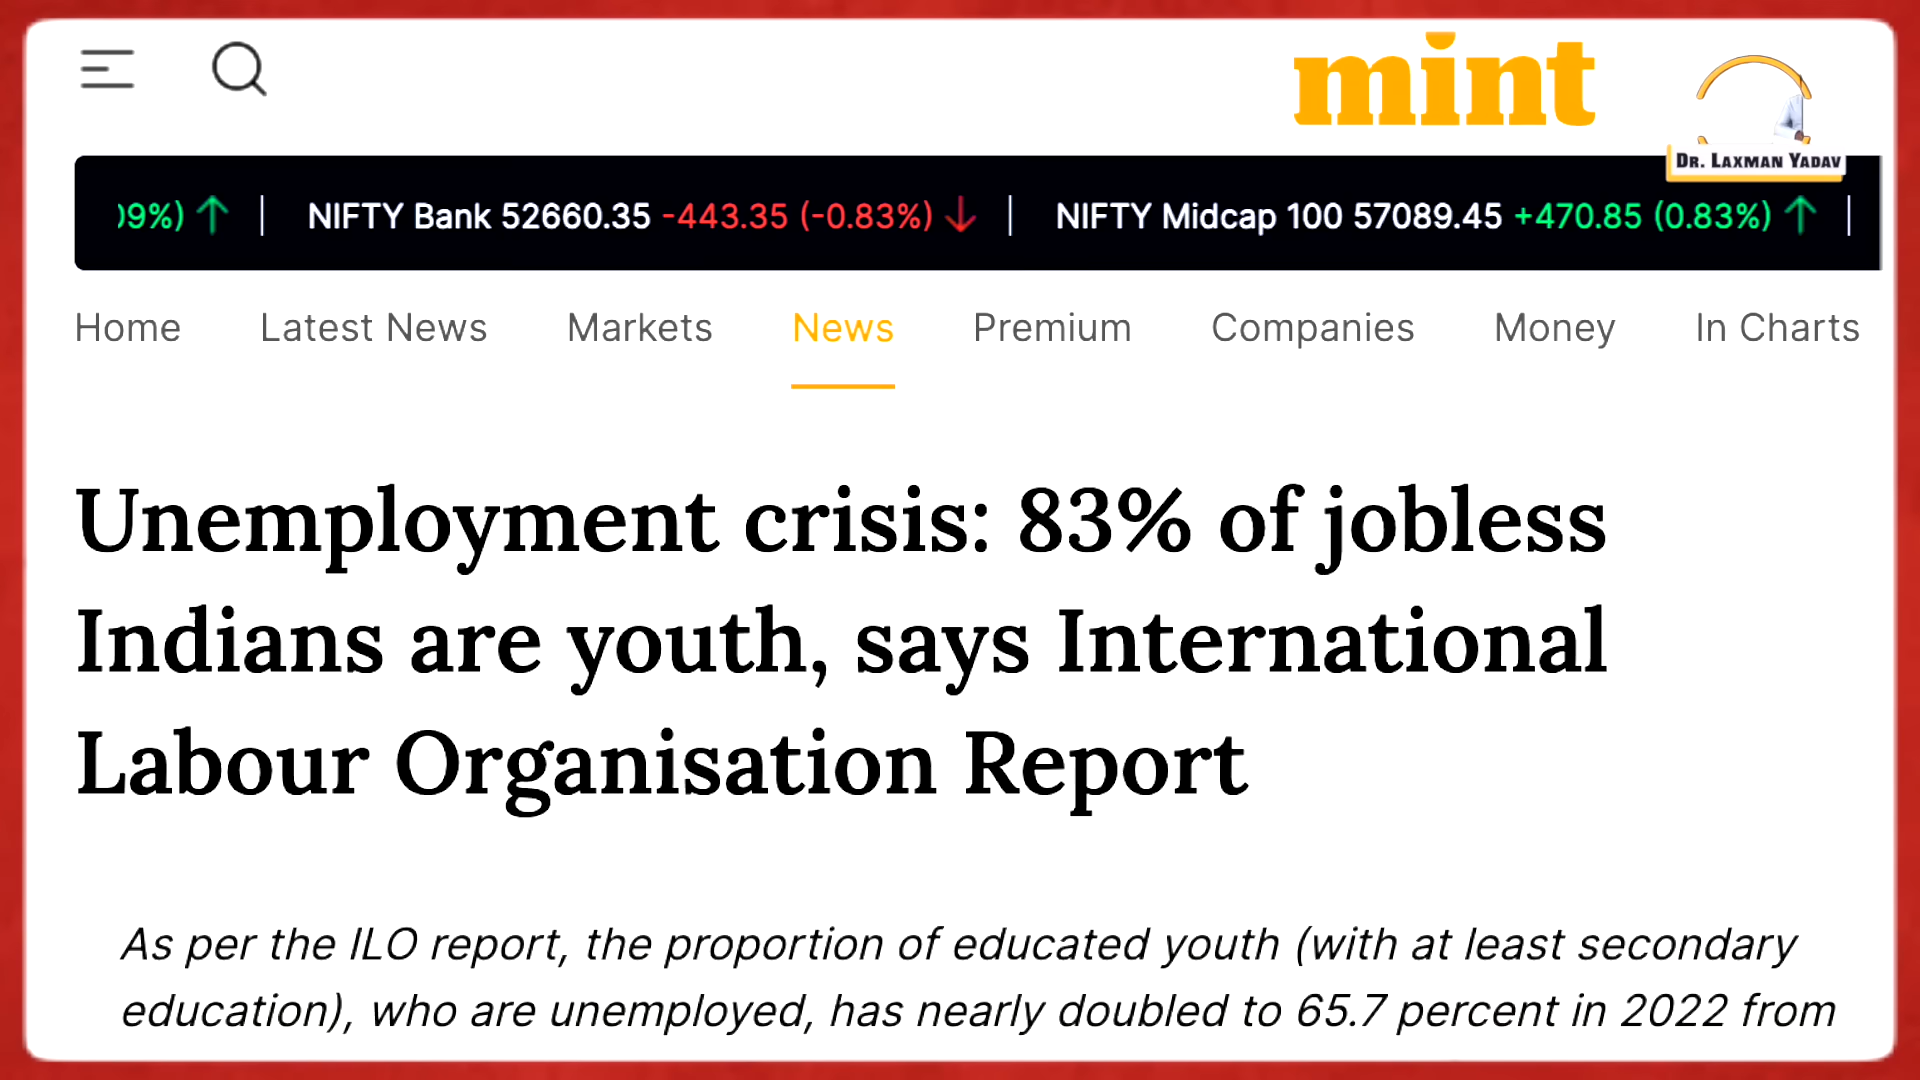 mint
DR. LAXMAN YADAV
09%) ↑ | NIFTY Bank 52660.35 -443.35 (-0.83%) ↓ | NIFTY Midcap 100 57089.45 +470.85 (0.83%) ↑ |
Home Latest News Markets News Premium Companies Money In Charts
Unemployment crisis: 83% of jobless
Indians are youth, says International
Labour Organisation Report
As per the ILO report, the proportion of educated youth (with at least secondary
education), who are unemployed, has nearly doubled to 65.7 percent in 2022 from